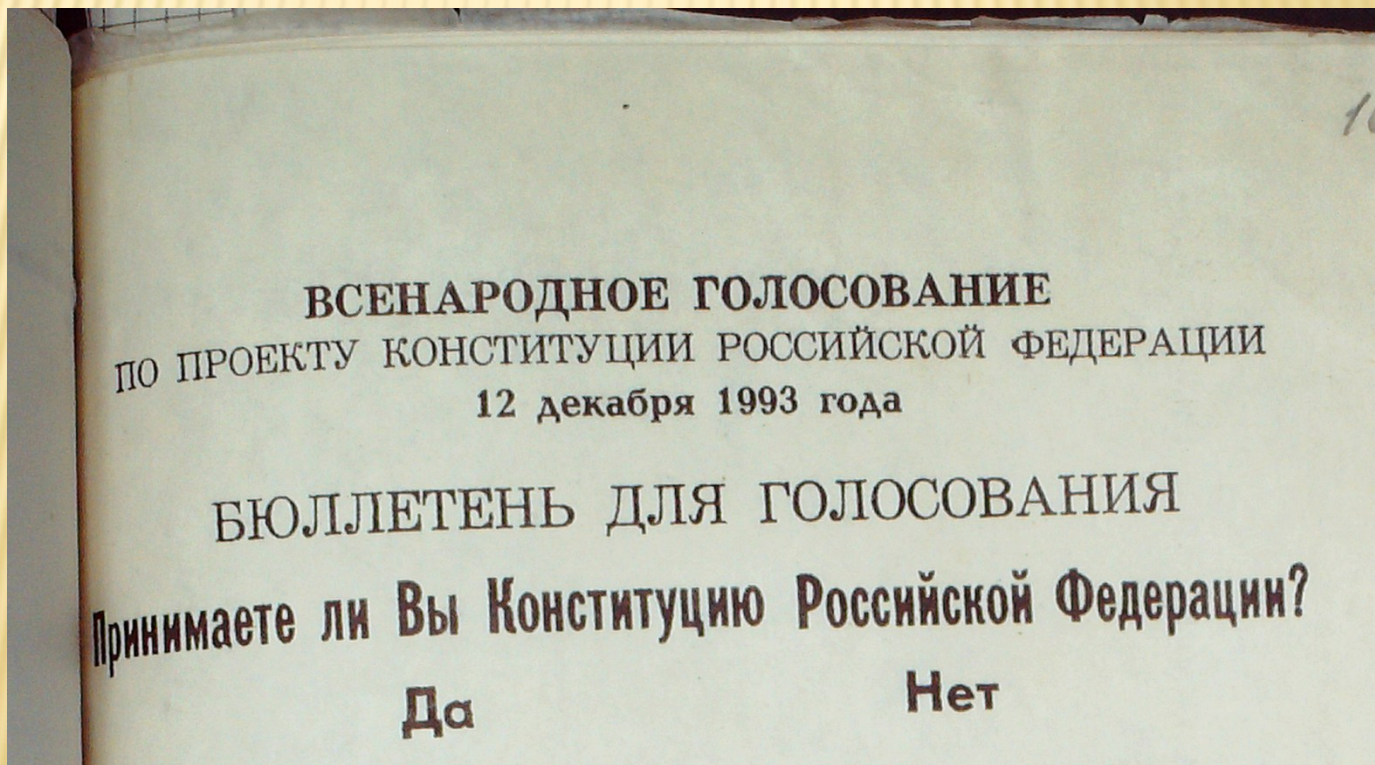 ВСЕНАРОДНОЕ ГОЛОСОВАНИЕ
ПО ПРОЕКТУ КОНСТИТУЦИИ РОССИЙСКОЙ ФЕДЕРАЦИИ
12 декабря 1993 года
БЮЛЛЕТЕНЬ ДЛЯ ГОЛОСОВАНИЯ
Принимаете ли Вы Конституцию Российской Федерации?
Да Нет